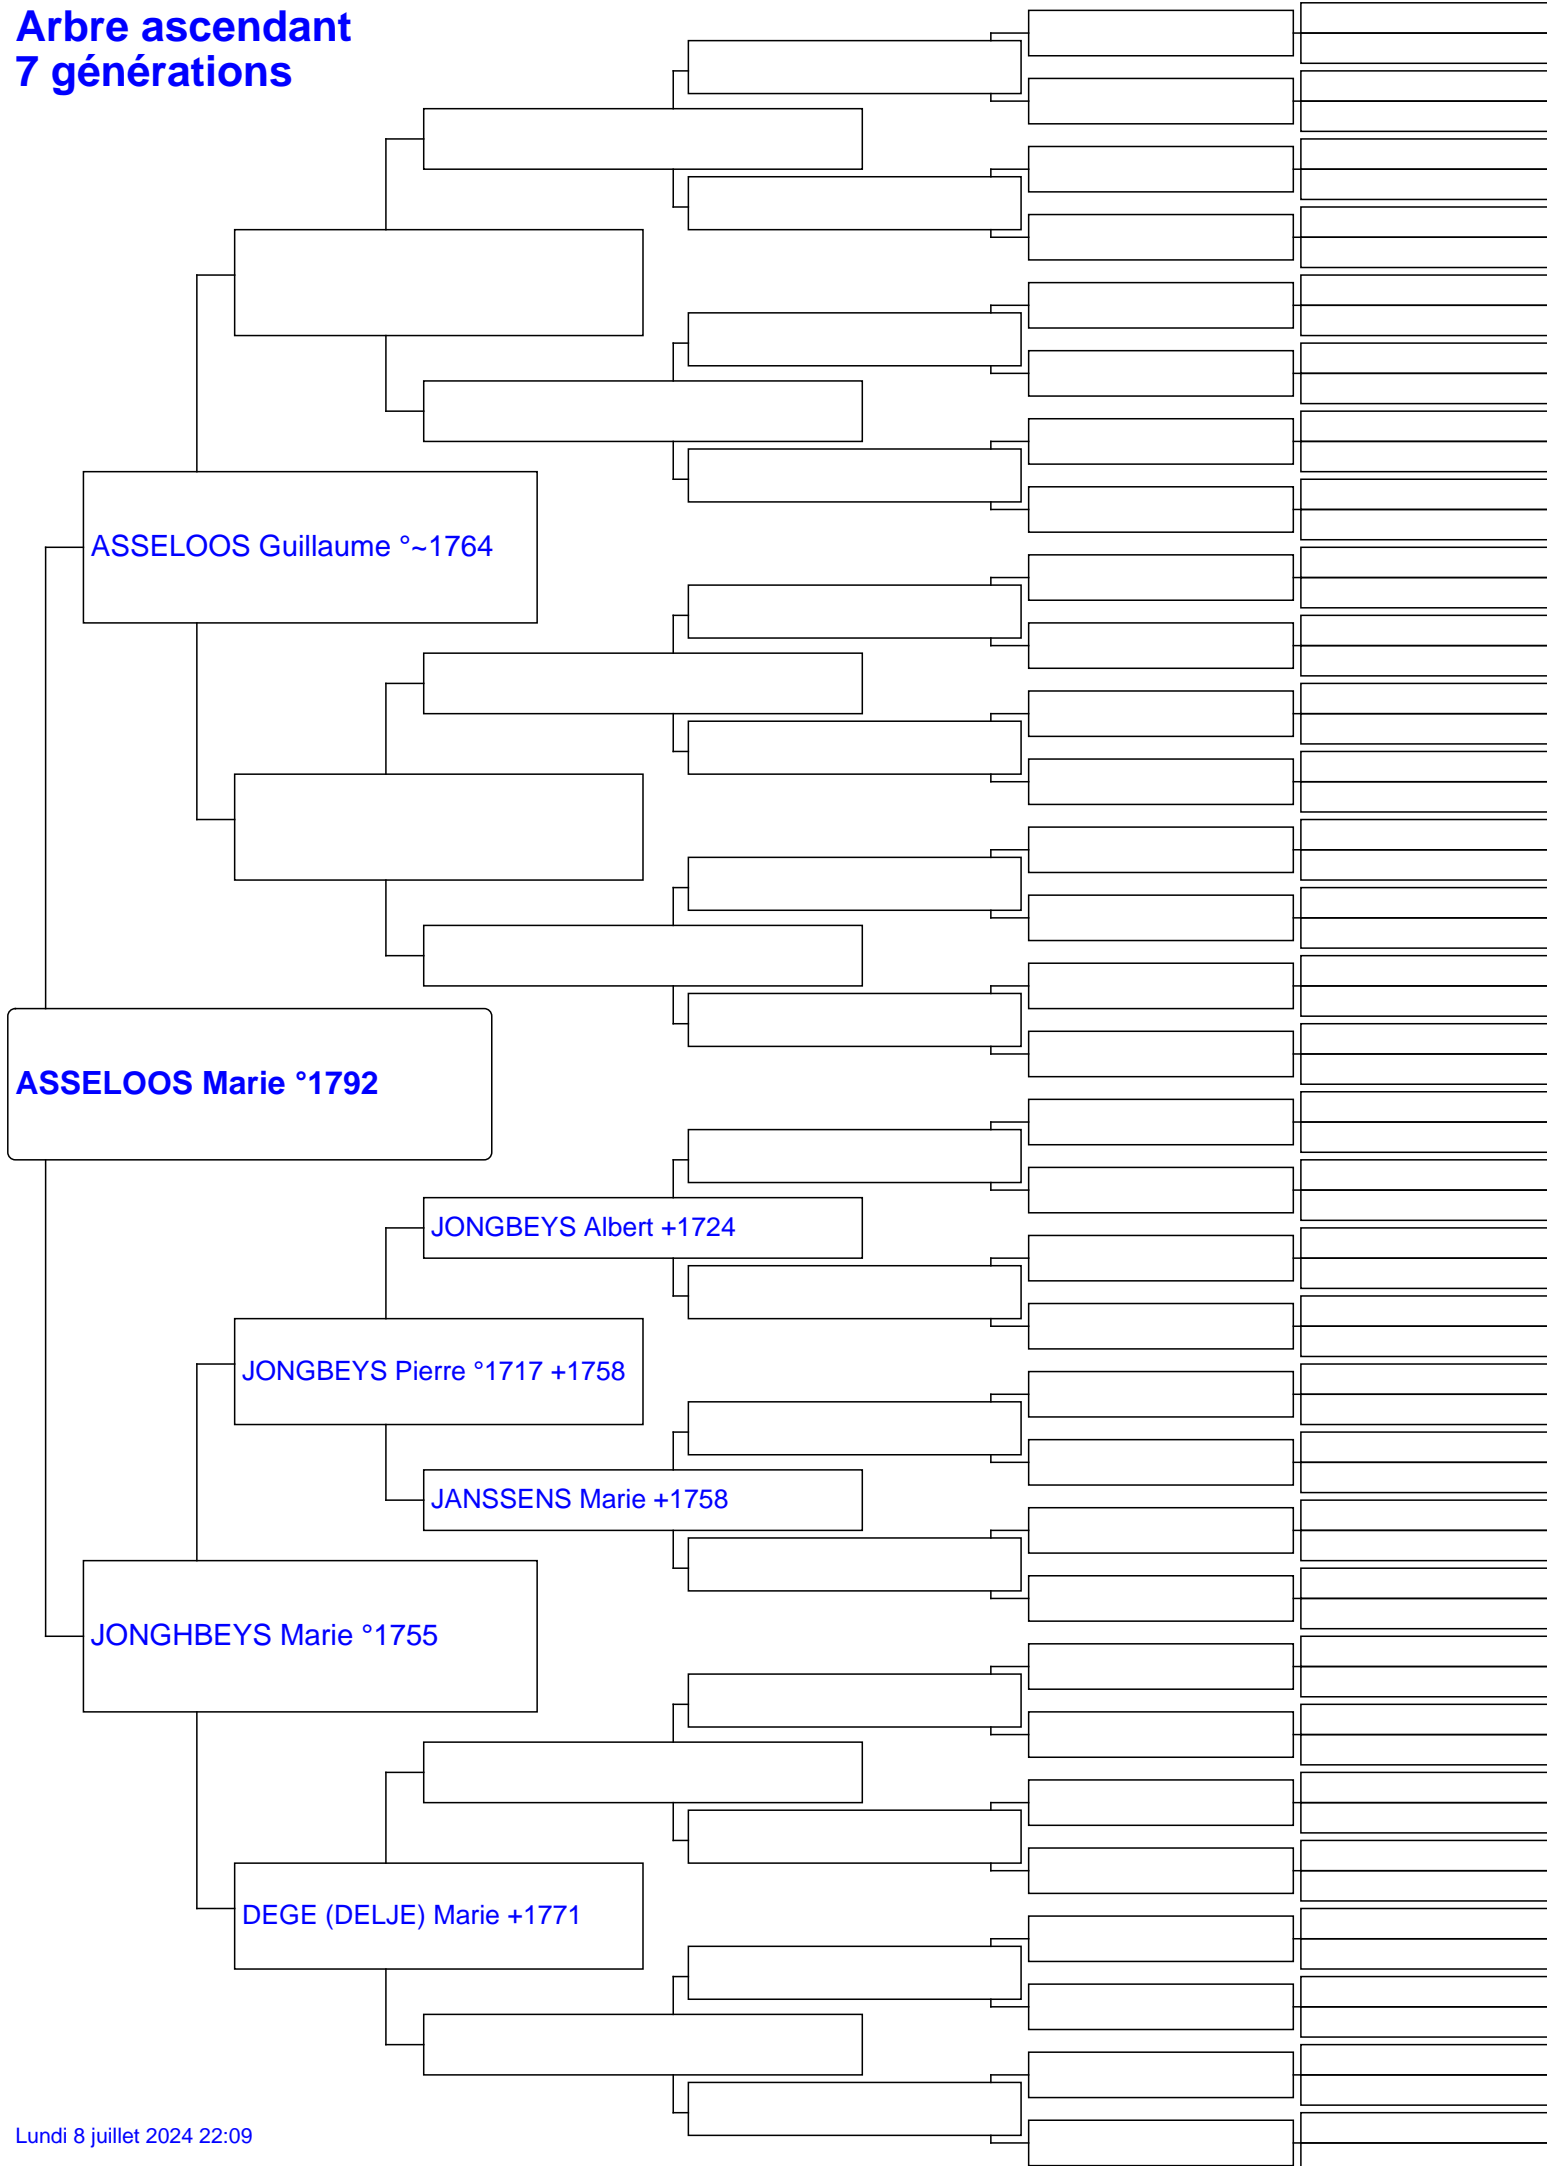 Arbre ascendant
7 générations
ASSELOOS Guillaume °~1764
ASSELOOS Marie °1792
JONGBEYS Albert +1724
JONGBEYS Pierre °1717 +1758
JANSSENS Marie +1758
JONGHBEYS Marie °1755
DEGE (DELJE) Marie +1771
Lundi 8 juillet 2024 22:09